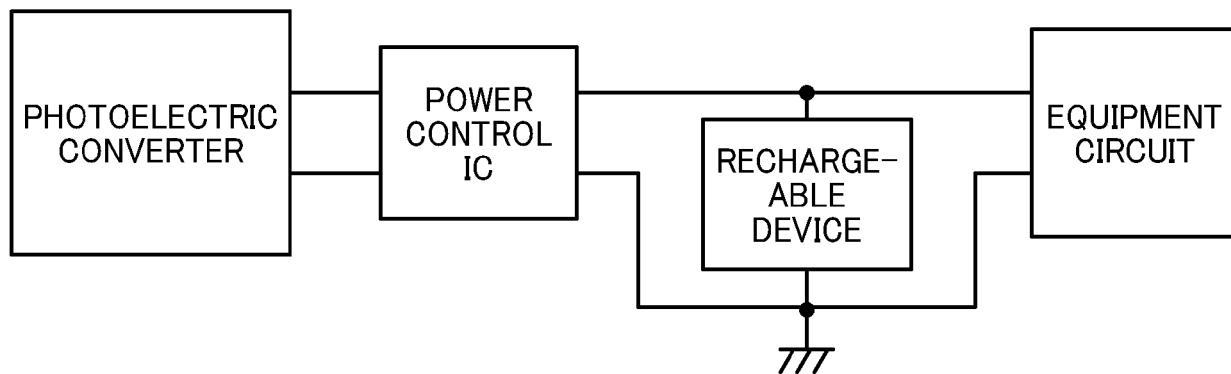 PHOTOELECTRIC
CONVERTER
POWER
CONTROL
IC
RECHARGE-
ABLE
DEVICE
EQUIPMENT
CIRCUIT